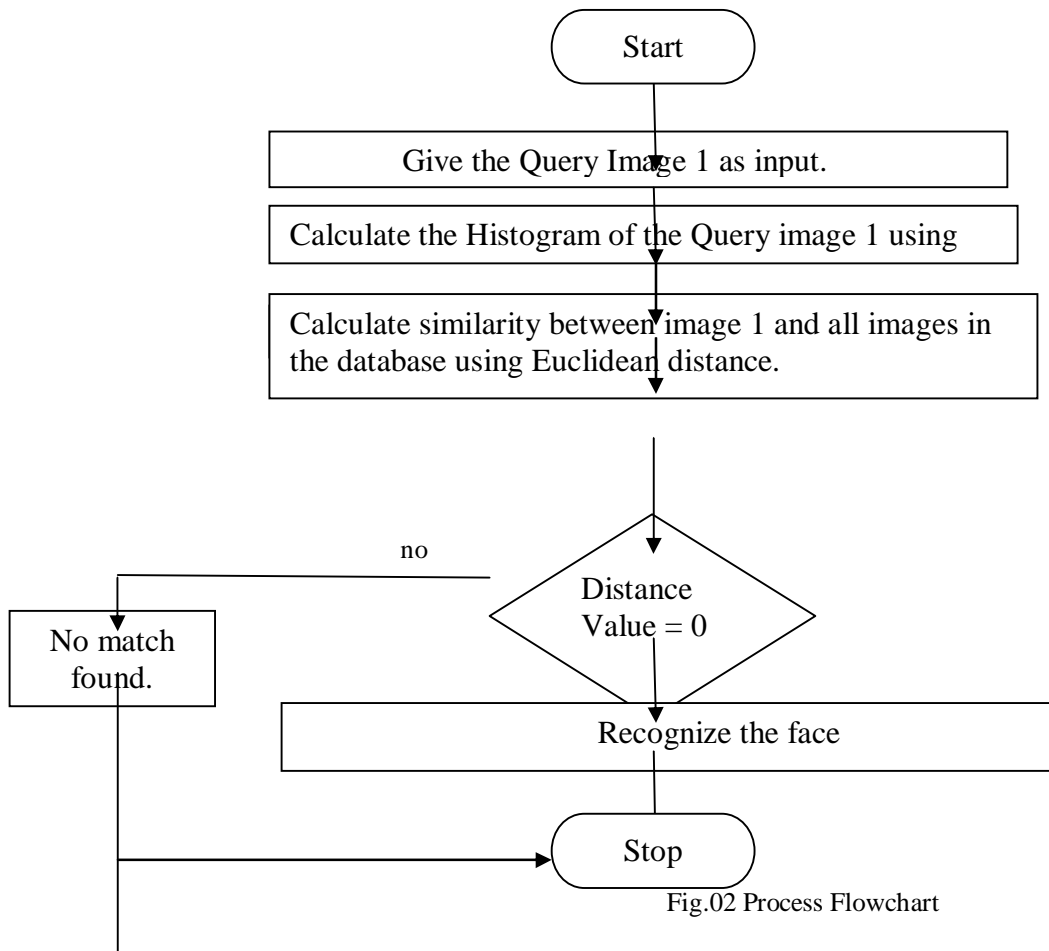 Start
Give the Query Image 1 as input.
Calculate the Histogram of the Query image 1 using
Calculate similarity between image 1 and all images in
the database using Euclidean distance.
no
Distance
Value = 0
No match
found.
Recognize the face
Stop
Fig.02 Process Flowchart